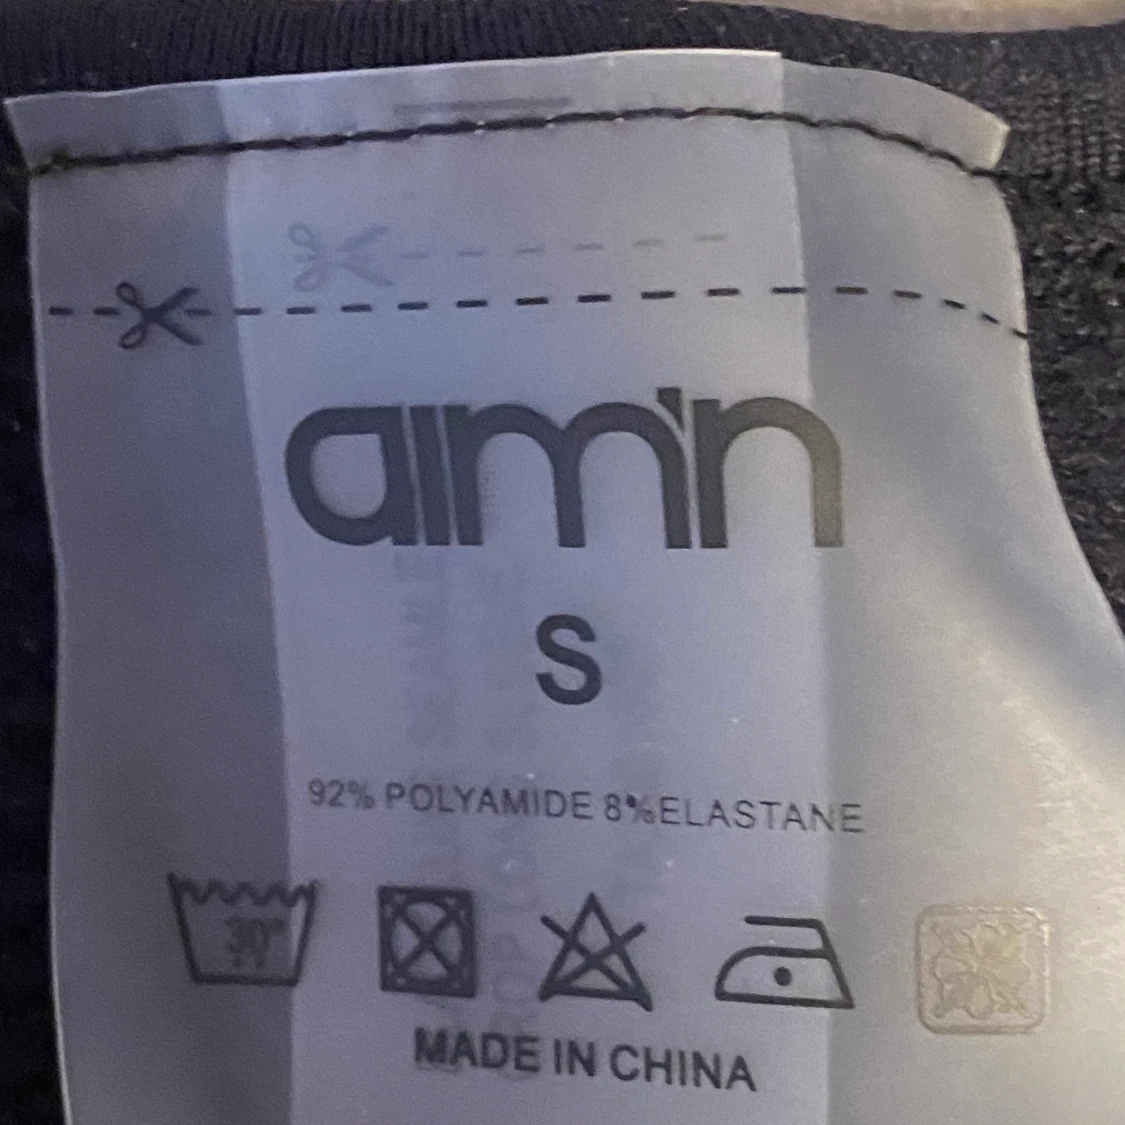 aim'n
S
92% POLYAMIDE 8%ELASTANE
30°
MADE IN CHINA